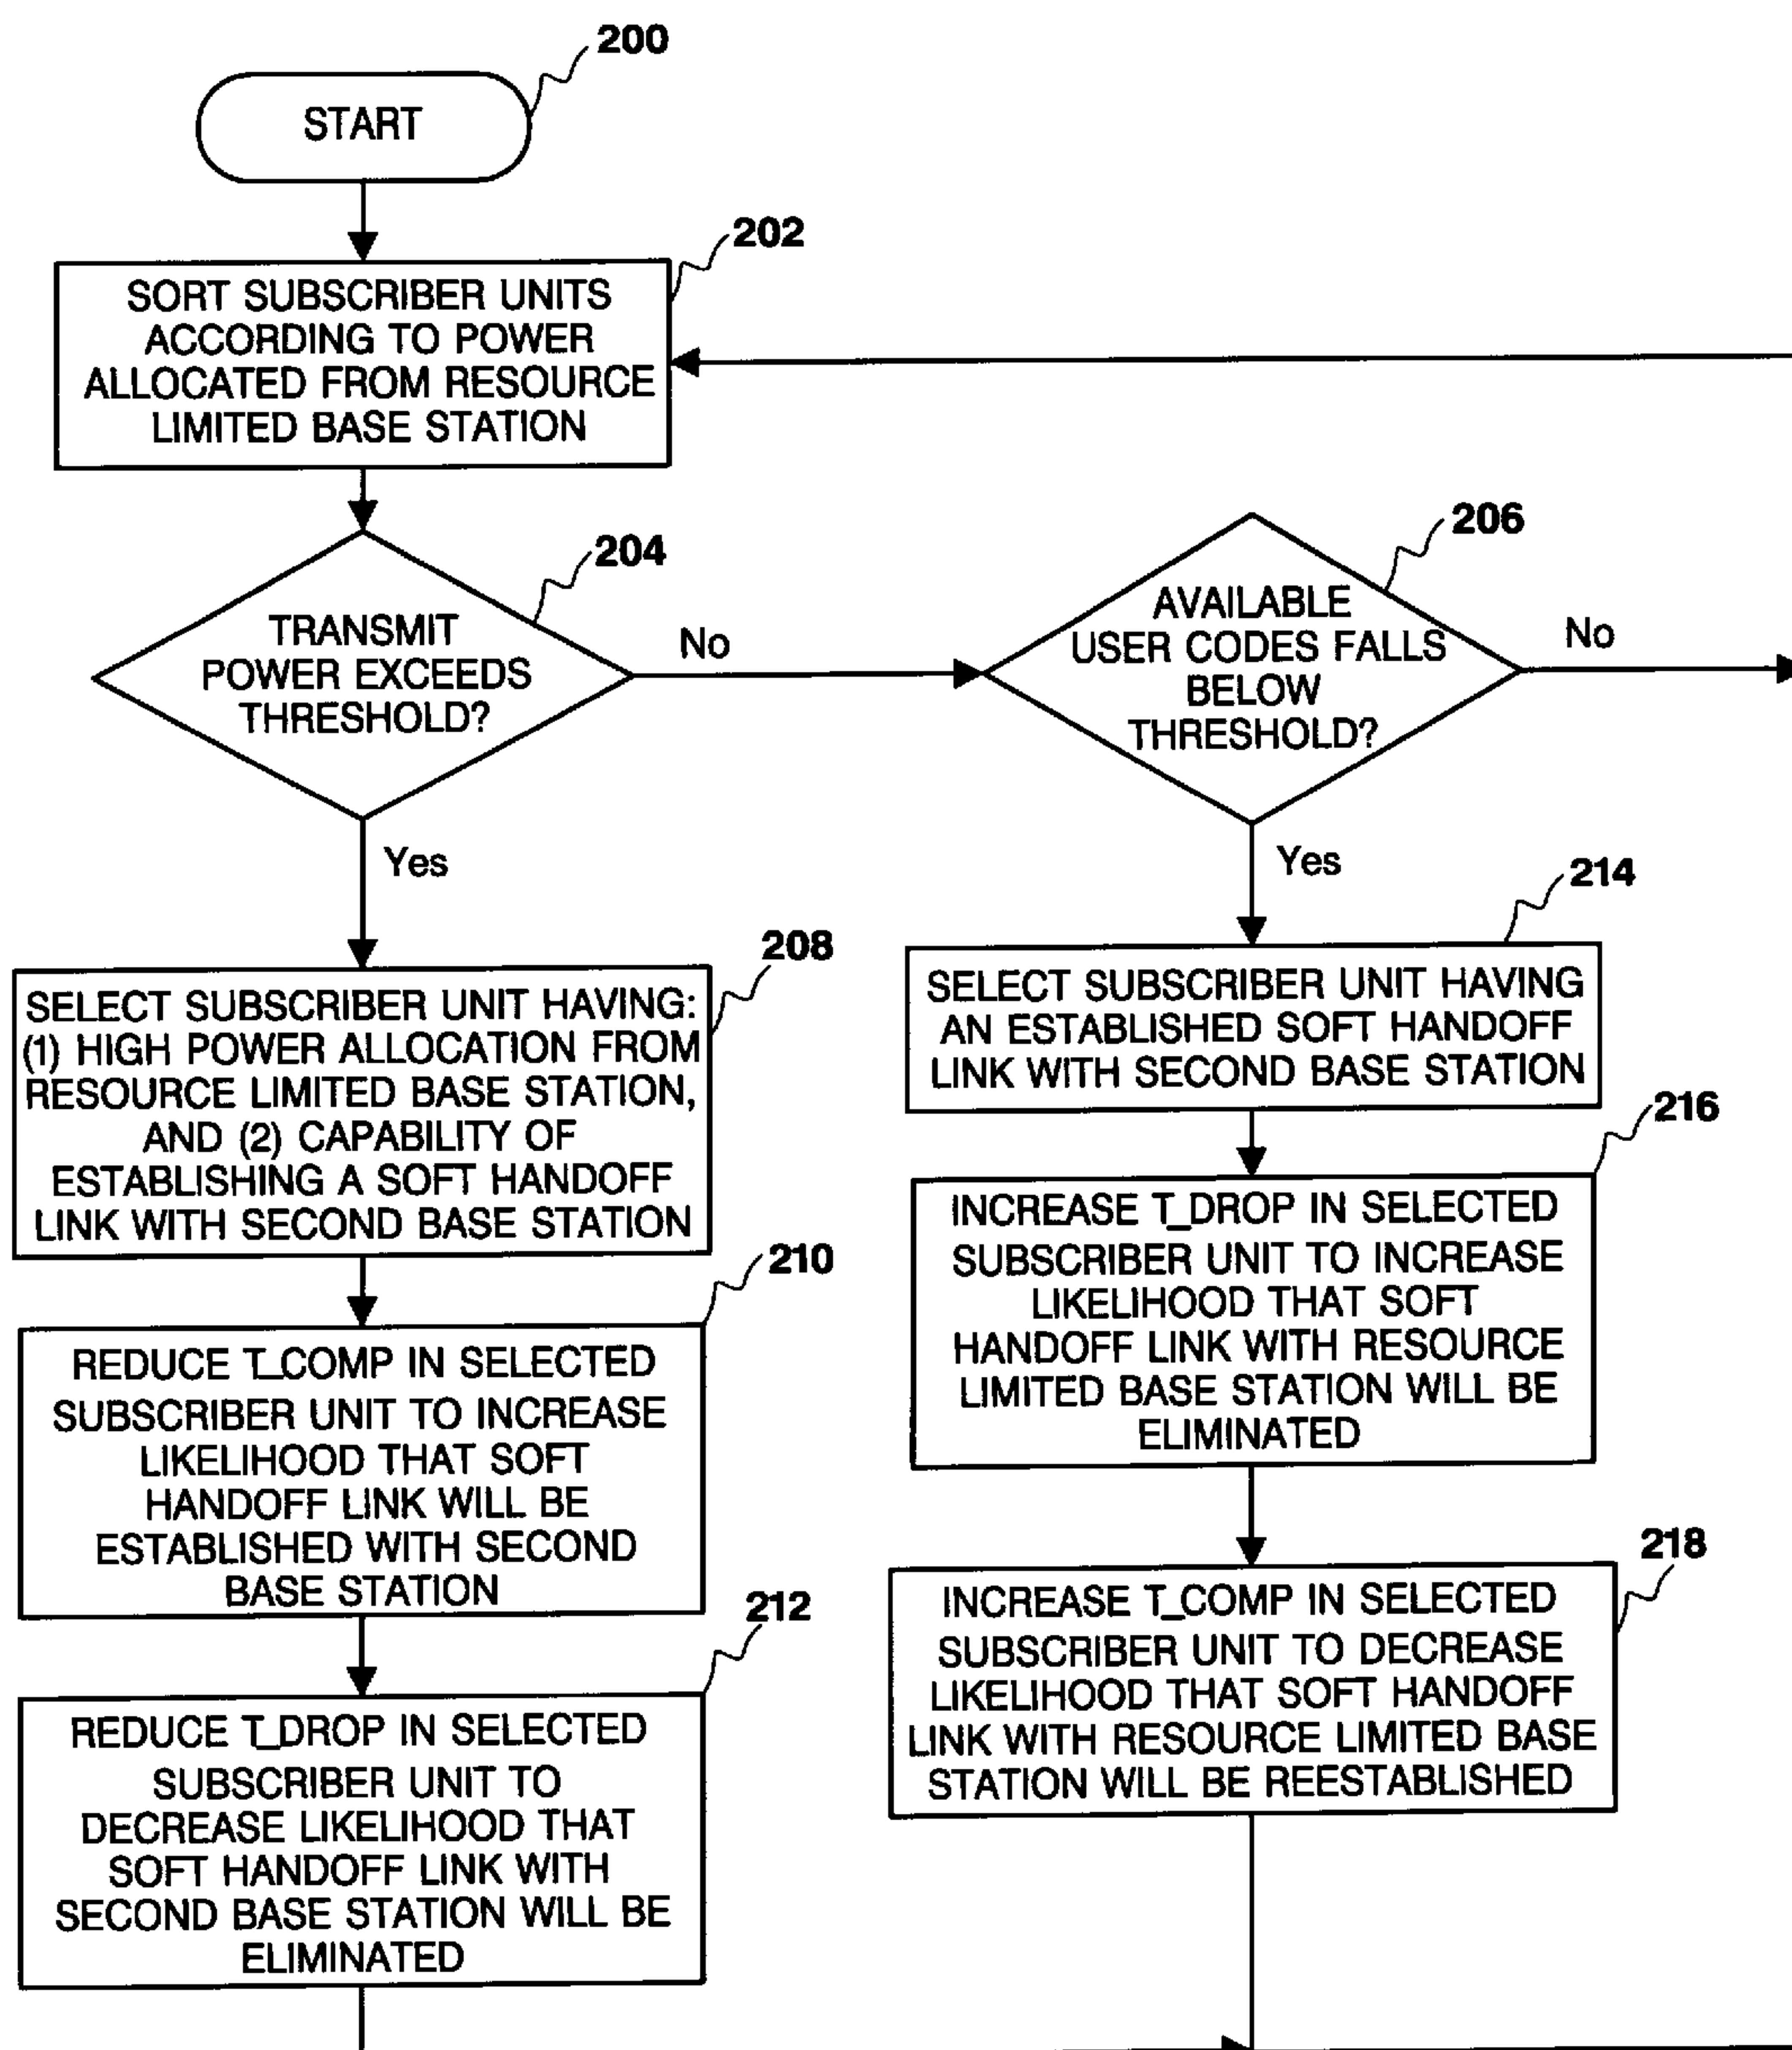 200
START
202
SORT SUBSCRIBER UNITS
ACCORDING TO POWER
ALLOCATED FROM RESOURCE
LIMITED BASE STATION
204
TRANSMIT
POWER EXCEEDS
THRESHOLD?
No
Yes
206
AVAILABLE
USER CODES FALLS
BELOW
THRESHOLD?
No
Yes
208
SELECT SUBSCRIBER UNIT HAVING:
(1) HIGH POWER ALLOCATION FROM
RESOURCE LIMITED BASE STATION,
AND (2) CAPABILITY OF
ESTABLISHING A SOFT HANDOFF
LINK WITH SECOND BASE STATION
210
REDUCE T_COMP IN SELECTED
SUBSCRIBER UNIT TO INCREASE
LIKELIHOOD THAT SOFT
HANDOFF LINK WILL BE
ESTABLISHED WITH SECOND
BASE STATION
212
REDUCE T_DROP IN SELECTED
SUBSCRIBER UNIT TO
DECREASE LIKELIHOOD THAT
SOFT HANDOFF LINK WITH
SECOND BASE STATION WILL BE
ELIMINATED
214
SELECT SUBSCRIBER UNIT HAVING
AN ESTABLISHED SOFT HANDOFF
LINK WITH SECOND BASE STATION
216
INCREASE T_DROP IN SELECTED
SUBSCRIBER UNIT TO INCREASE
LIKELIHOOD THAT SOFT
HANDOFF LINK WITH RESOURCE
LIMITED BASE STATION WILL BE
ELIMINATED
218
INCREASE T_COMP IN SELECTED
SUBSCRIBER UNIT TO DECREASE
LIKELIHOOD THAT SOFT HANDOFF
LINK WITH RESOURCE LIMITED BASE
STATION WILL BE REESTABLISHED